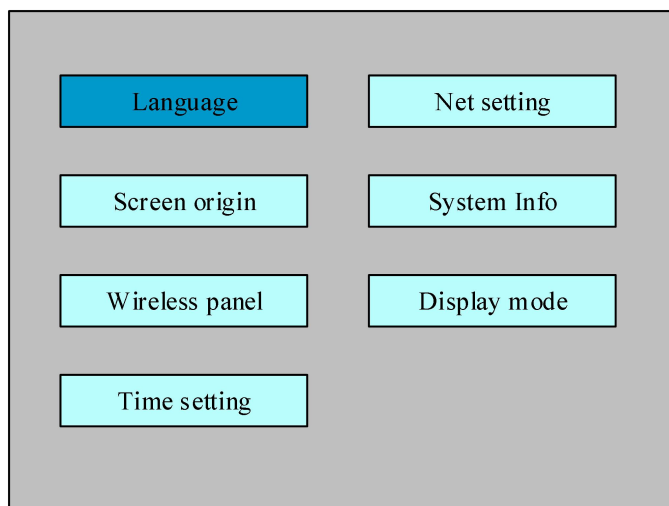 Language
Net setting
Screen origin
System Info
Wireless panel
Display mode
Time setting